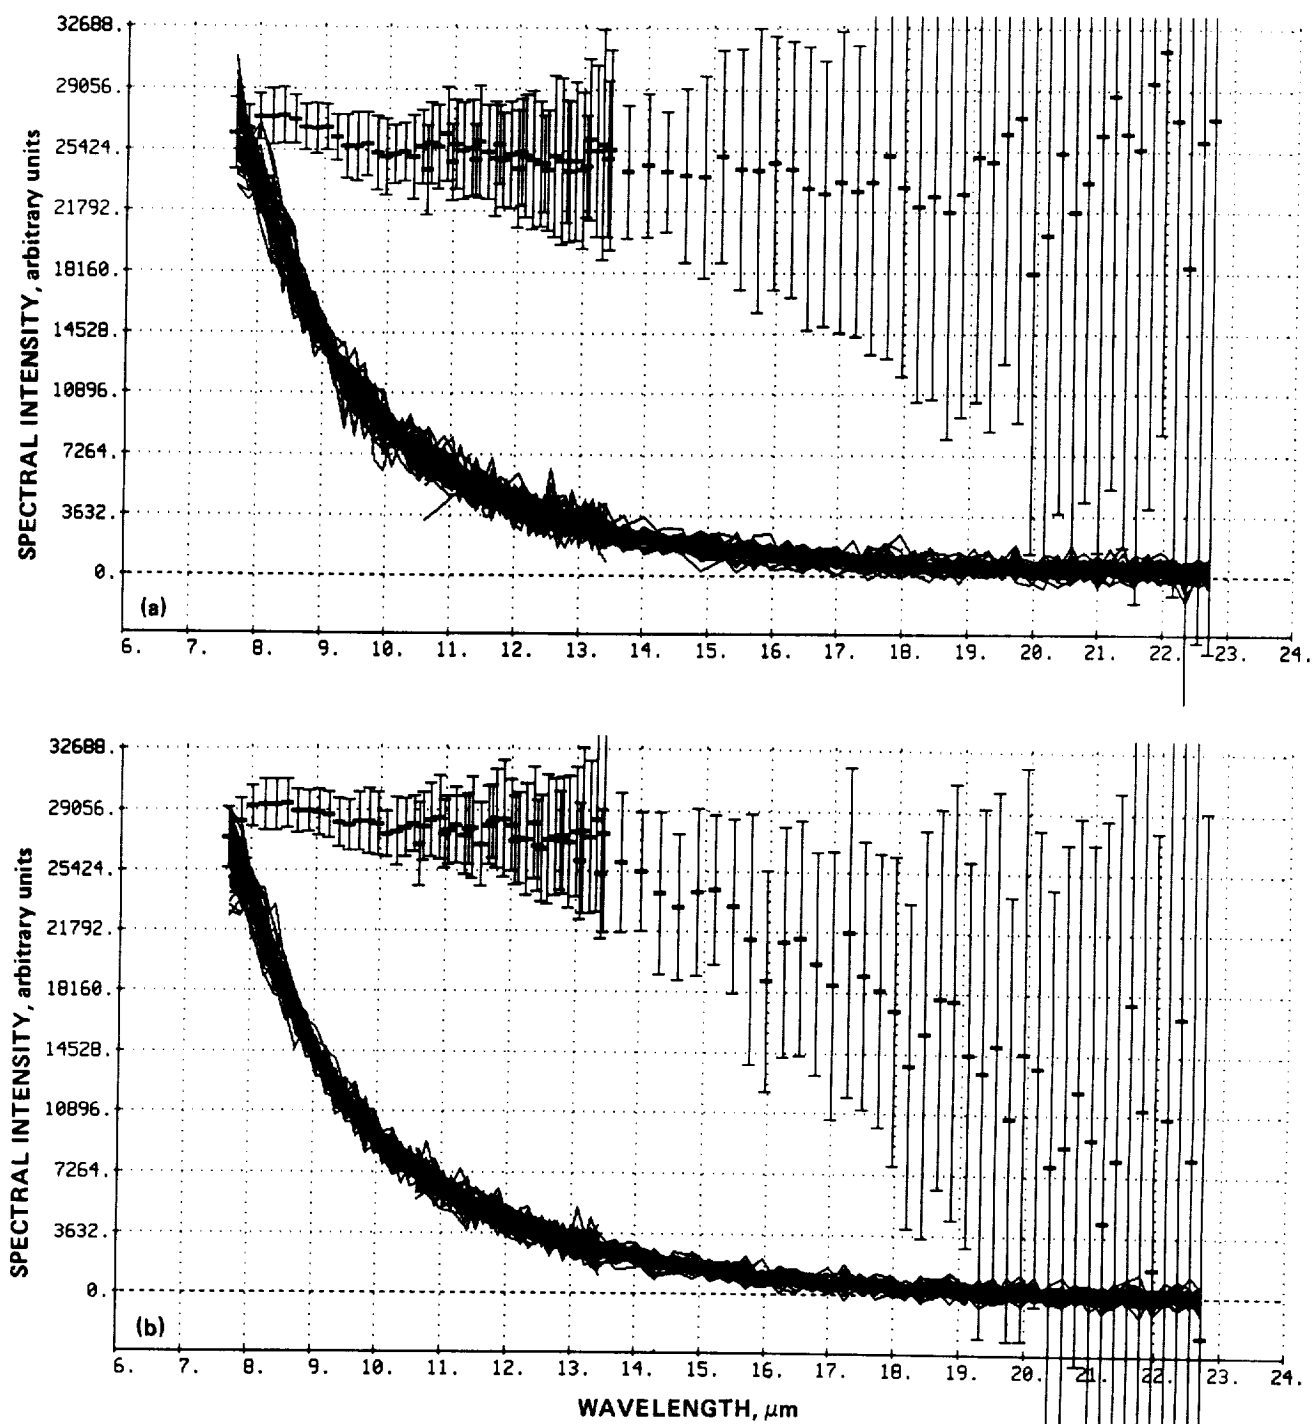 32688.
29056.
25424.
21792.
18160.
14528.
10896.
7264.
3632.
0.
SPECTRAL INTENSITY, arbitrary units
(a)
6. 7. 8. 9. 10. 11. 12. 13. 14. 15. 16. 17. 18. 19. 20. 21. 22. 23. 24.
32688.
29056.
25424.
21792.
18160.
14528.
10896.
7264.
3632.
0.
SPECTRAL INTENSITY, arbitrary units
(b)
6. 7. 8. 9. 10. 11. 12. 13. 14. 15. 16. 17. 18. 19. 20. 21. 22. 23. 24.
WAVELENGTH, μm